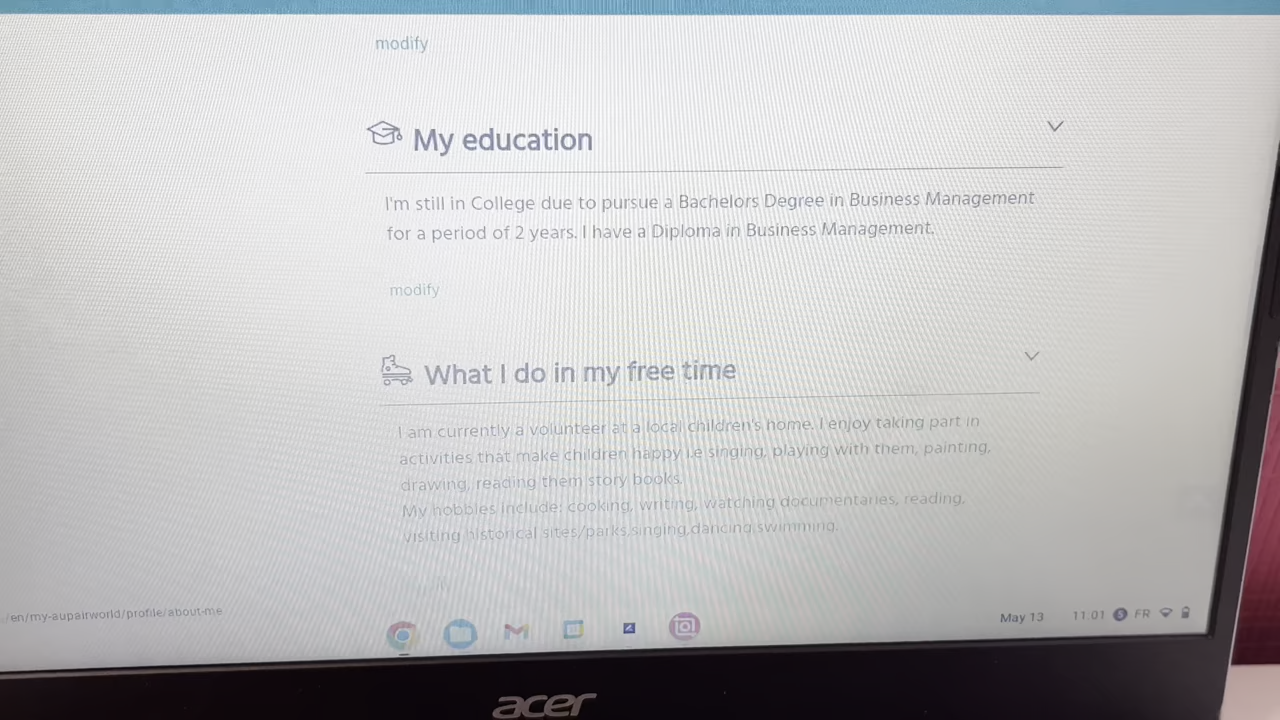 modify
My education
I'm still in College due to pursue a Bachelors Degree in Business Management
for a period of 2 years. I have a Diploma in Business Management.
modify
What I do in my free time
I am currently a volunteer at a local children's home. I enjoy taking part in
activities that make children happy i.e singing, playing with them, painting,
drawing, reading them story books.
My hobbies include: cooking, writing, watching documentaries, reading,
visiting historical sites/parks,singing,dancing,swimming.
/en/my-aupairworld/profile/about-me
May 13 11:01 FR
acer